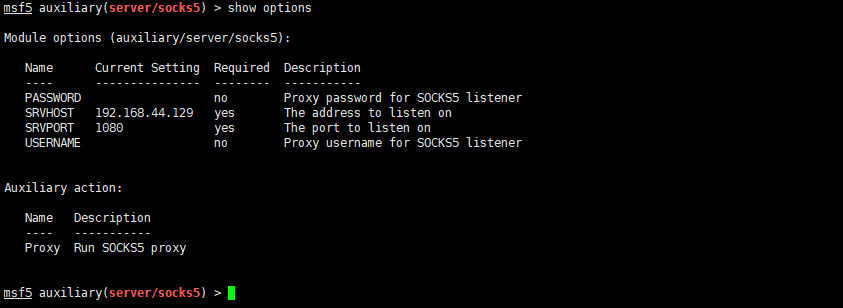 msf5 auxiliary(server/socks5) > show options
Module options (auxiliary/server/socks5):
Name Current Setting Required Description
---- --------------- -------- -----------
PASSWORD no Proxy password for SOCKS5 listener
SRVHOST 192.168.44.129 yes The address to listen on
SRVPORT 1080 yes The port to listen on
USERNAME no Proxy username for SOCKS5 listener
Auxiliary action:
Name Description
---- -----------
Proxy Run SOCKS5 proxy
msf5 auxiliary(server/socks5) >